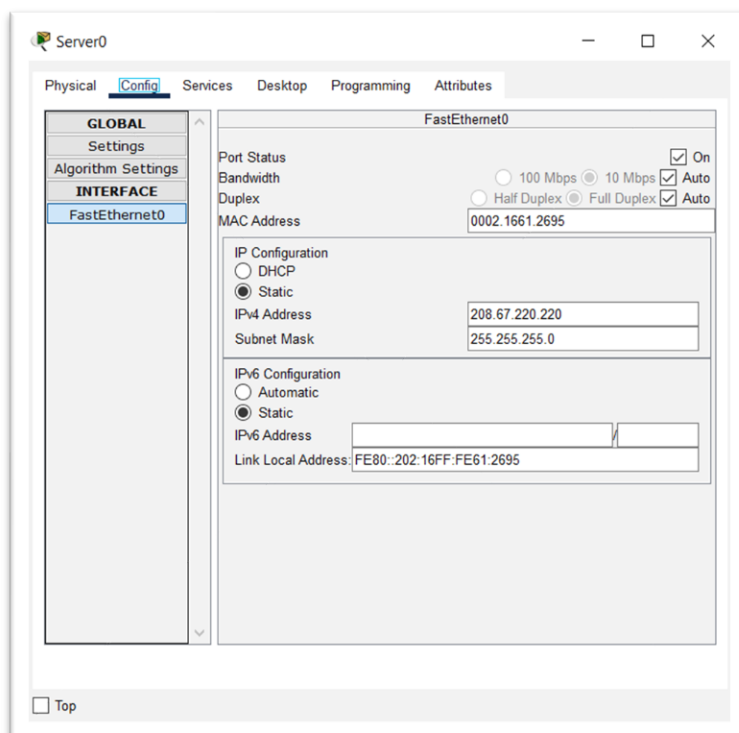 Server0
Physical Config Services Desktop Programming Attributes
GLOBAL
Settings
Algorithm Settings
INTERFACE
FastEthernet0
FastEthernet0
Port Status On
Bandwidth 100 Mbps 10 Mbps Auto
Duplex Half Duplex Full Duplex Auto
MAC Address 0002.1661.2695
IP Configuration
DHCP
Static
IPv4 Address 208.67.220.220
Subnet Mask 255.255.255.0
IPv6 Configuration
Automatic
Static
IPv6 Address /
Link Local Address: FE80::202:16FF:FE61:2695
Top